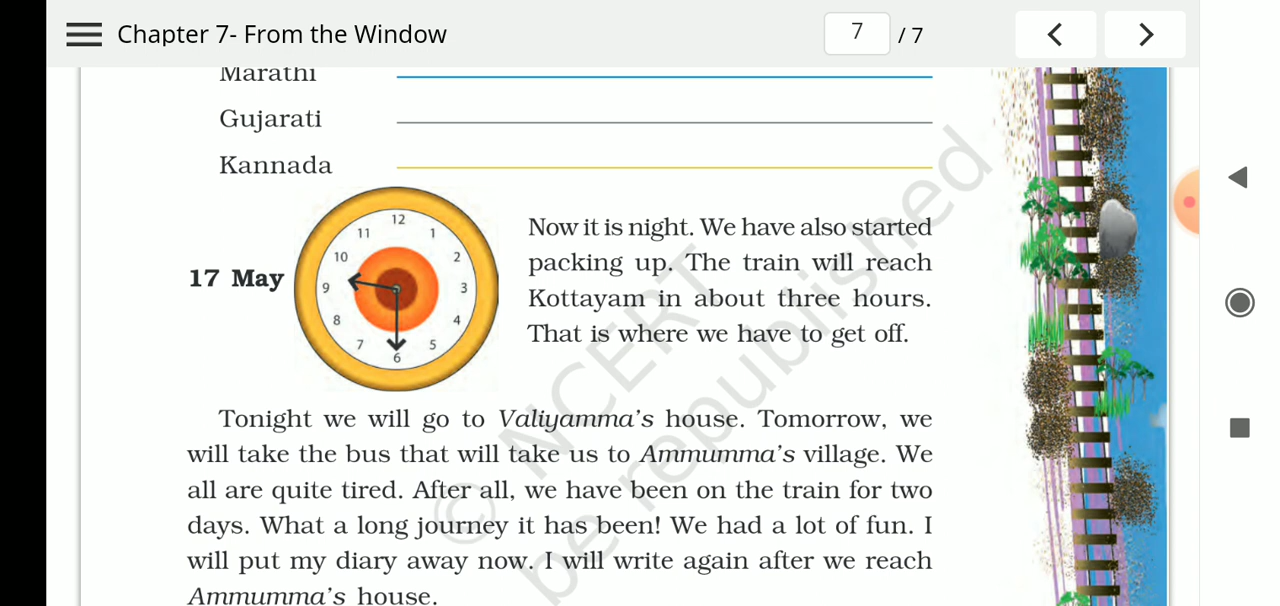 Chapter 7- From the Window
7 / 7
Marathi
Gujarati
Kannada
17 May
12
1
2
3
4
5
6
7
8
9
10
11
Now it is night. We have also started
packing up. The train will reach
Kottayam in about three hours.
That is where we have to get off.
Tonight we will go to Valiyamma's house. Tomorrow, we
will take the bus that will take us to Ammumma's village. We
all are quite tired. After all, we have been on the train for two
days. What a long journey it has been! We had a lot of fun. I
will put my diary away now. I will write again after we reach
Ammumma's house.
© NCERT
be republished